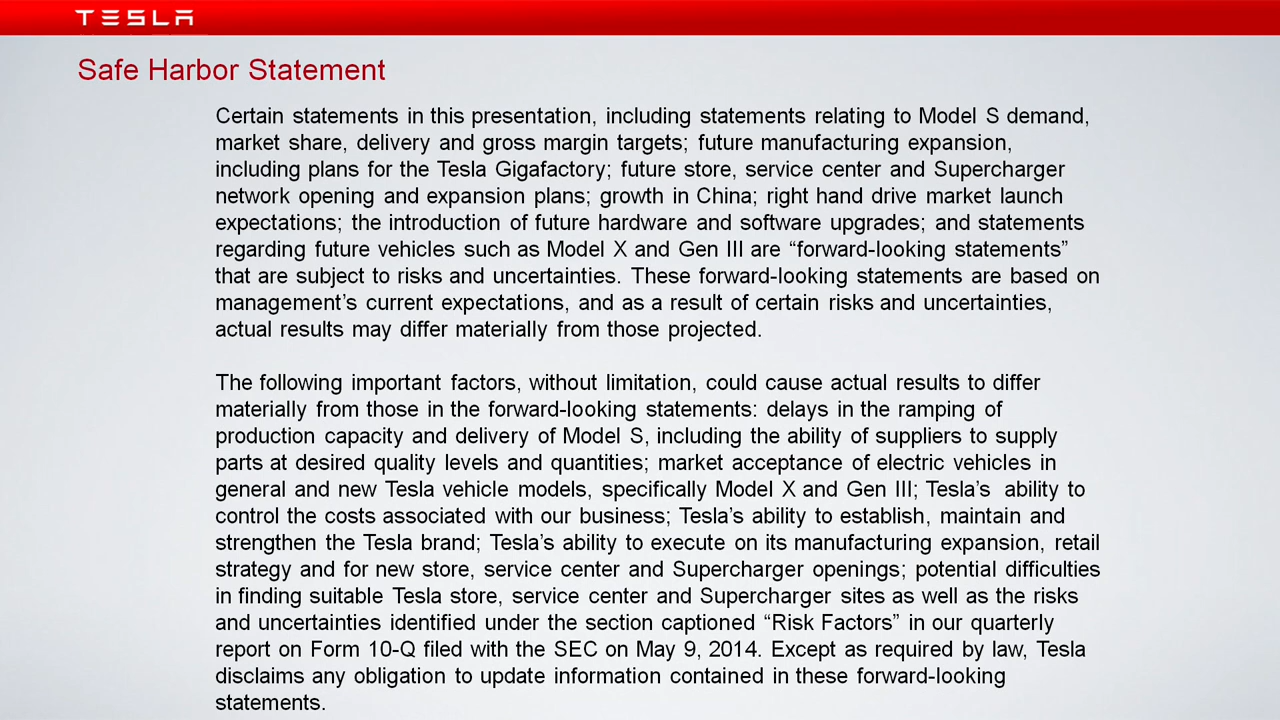 TESLA
Safe Harbor Statement
Certain statements in this presentation, including statements relating to Model S demand,
market share, delivery and gross margin targets; future manufacturing expansion,
including plans for the Tesla Gigafactory; future store, service center and Supercharger
network opening and expansion plans; growth in China; right hand drive market launch
expectations; the introduction of future hardware and software upgrades; and statements
regarding future vehicles such as Model X and Gen III are “forward-looking statements”
that are subject to risks and uncertainties. These forward-looking statements are based on
management’s current expectations, and as a result of certain risks and uncertainties,
actual results may differ materially from those projected.
The following important factors, without limitation, could cause actual results to differ
materially from those in the forward-looking statements: delays in the ramping of
production capacity and delivery of Model S, including the ability of suppliers to supply
parts at desired quality levels and quantities; market acceptance of electric vehicles in
general and new Tesla vehicle models, specifically Model X and Gen III; Tesla’s ability to
control the costs associated with our business; Tesla’s ability to establish, maintain and
strengthen the Tesla brand; Tesla’s ability to execute on its manufacturing expansion, retail
strategy and for new store, service center and Supercharger openings; potential difficulties
in finding suitable Tesla store, service center and Supercharger sites as well as the risks
and uncertainties identified under the section captioned “Risk Factors” in our quarterly
report on Form 10-Q filed with the SEC on May 9, 2014. Except as required by law, Tesla
disclaims any obligation to update information contained in these forward-looking
statements.